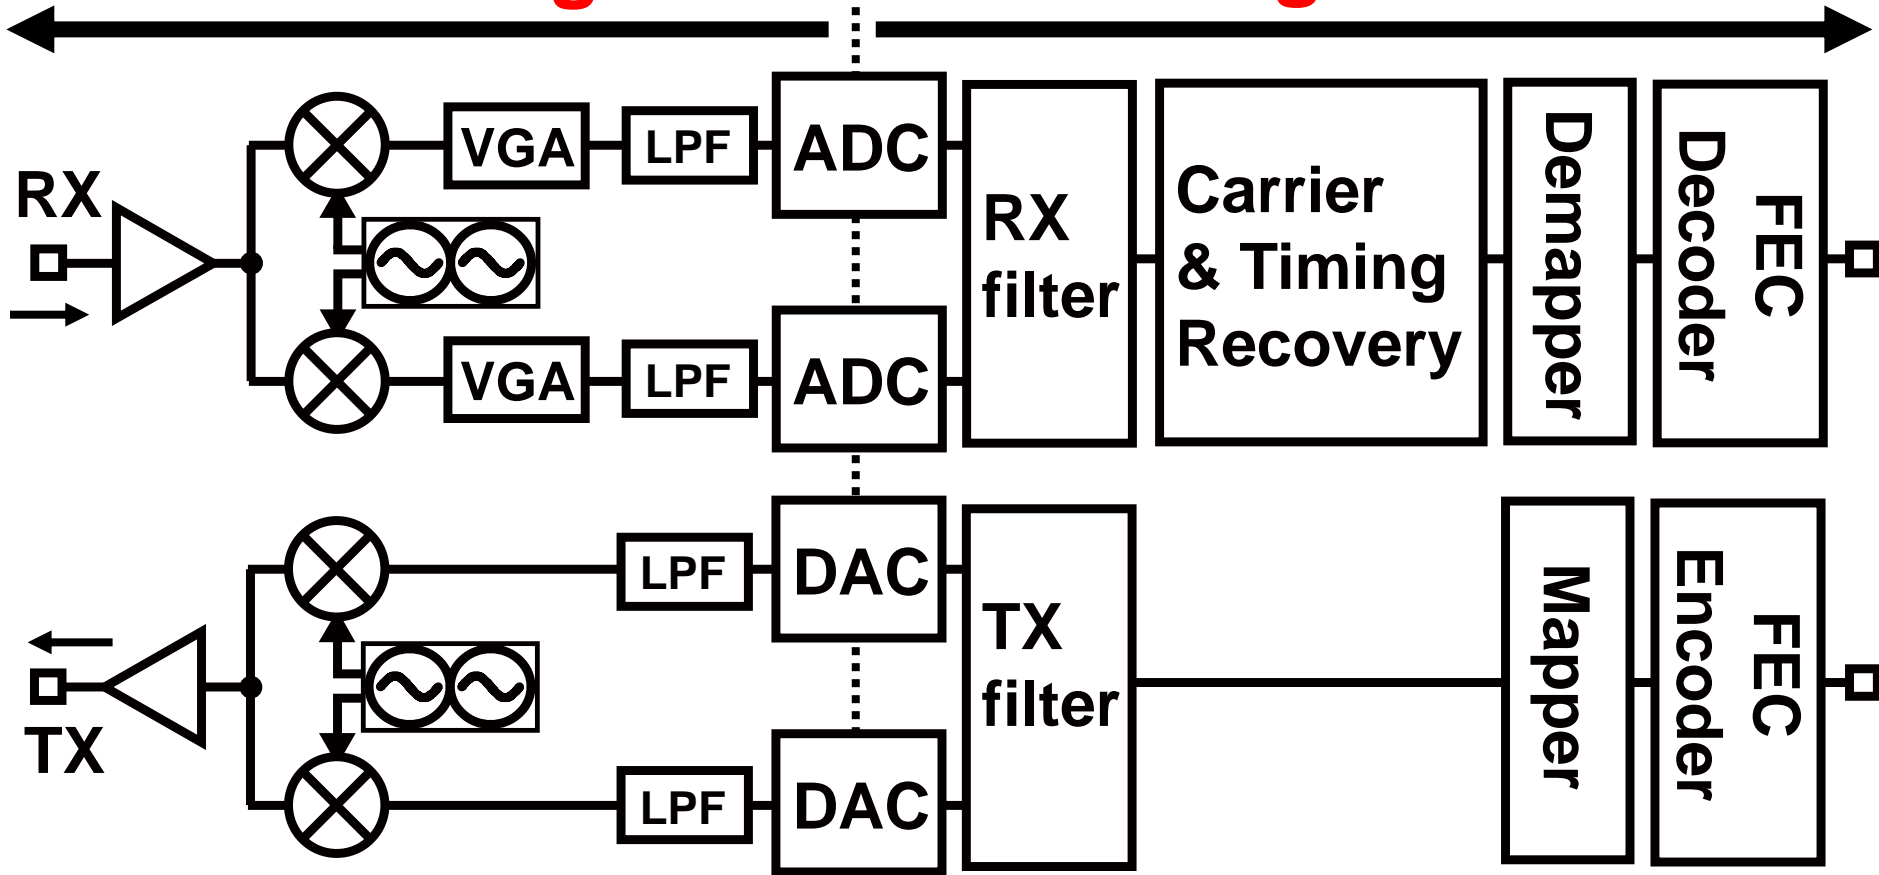 RX
VGA
LPF
ADC
VGA
LPF
ADC
RX
filter
Carrier
& Timing
Recovery
Demapper
FEC
Decoder
TX
LPF
DAC
LPF
DAC
TX
filter
Mapper
FEC
Encoder